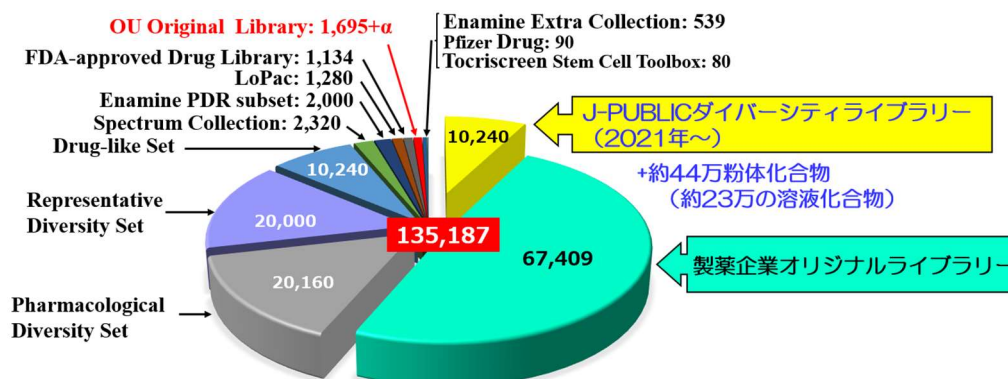 OU Original Library: 1,695+α
FDA-approved Drug Library: 1,134
LoPac: 1,280
Enamine PDR subset: 2,000
Spectrum Collection: 2,320
Drug-like Set
Representative
Diversity Set
Pharmacological
Diversity Set
Enamine Extra Collection: 539
Pfizer Drug: 90
Tocriscreen Stem Cell Toolbox: 80
10,240
10,240
20,000
20,160
135,187
67,409
J-PUBLICダイバーシティライブラリー
（2021年～）
+約44万粉体化合物
（約23万の溶液化合物）
製薬企業オリジナルライブラリー